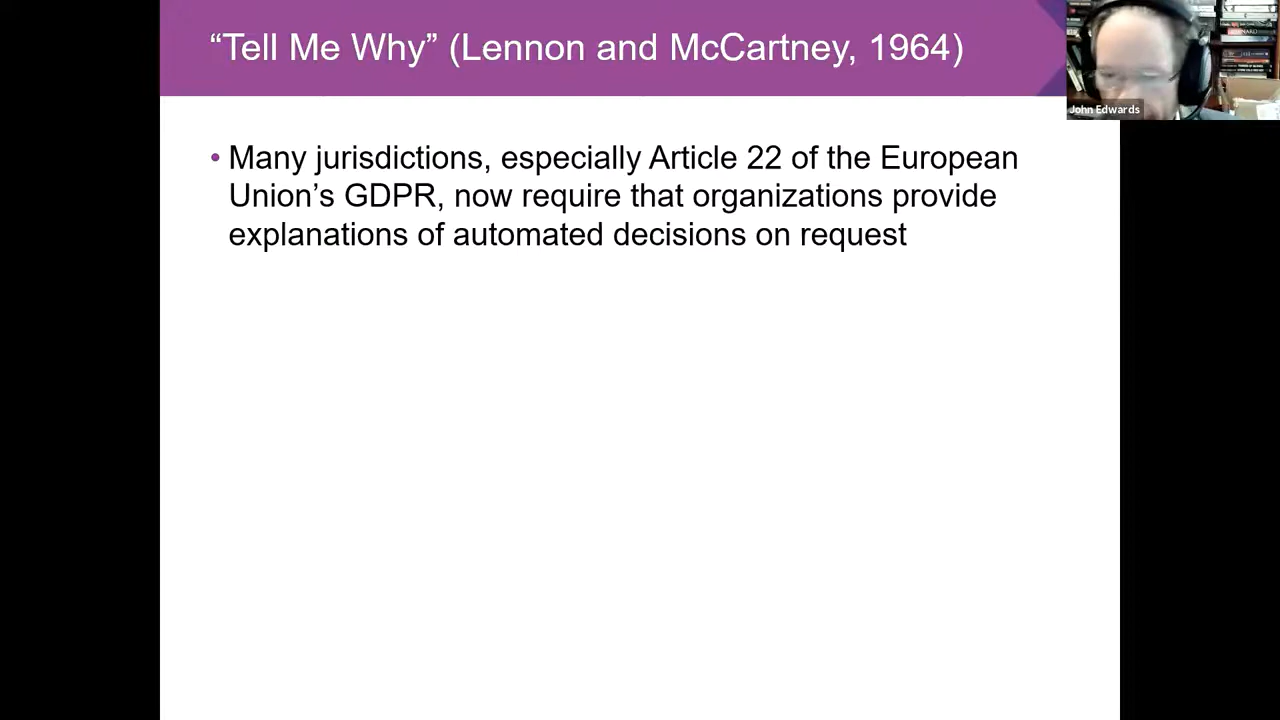 “Tell Me Why” (Lennon and McCartney, 1964)
John Edwards
• Many jurisdictions, especially Article 22 of the European
Union’s GDPR, now require that organizations provide
explanations of automated decisions on request